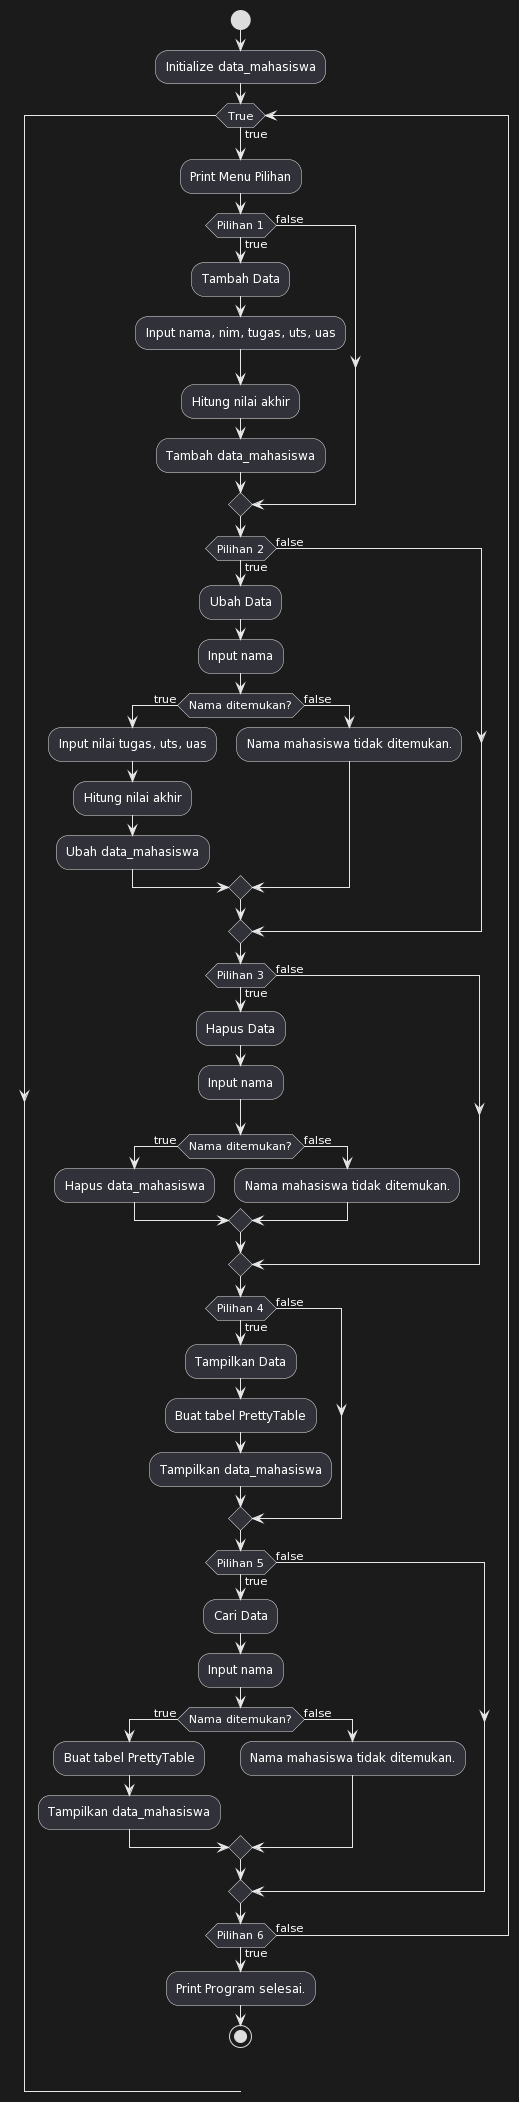 Initialize data_mahasiswa
True
true
Print Menu Pilihan
Pilihan 1
false
true
Tambah Data
Input nama, nim, tugas, uts, uas
Hitung nilai akhir
Tambah data_mahasiswa
Pilihan 2
false
true
Ubah Data
Input nama
true
Nama ditemukan?
false
Input nilai tugas, uts, uas
Nama mahasiswa tidak ditemukan.
Hitung nilai akhir
Ubah data_mahasiswa
Pilihan 3
false
true
Hapus Data
Input nama
true
Nama ditemukan?
false
Hapus data_mahasiswa
Nama mahasiswa tidak ditemukan.
Pilihan 4
false
true
Tampilkan Data
Buat tabel PrettyTable
Tampilkan data_mahasiswa
Pilihan 5
false
true
Cari Data
Input nama
true
Nama ditemukan?
false
Buat tabel PrettyTable
Nama mahasiswa tidak ditemukan.
Tampilkan data_mahasiswa
Pilihan 6
false
true
Print Program selesai.